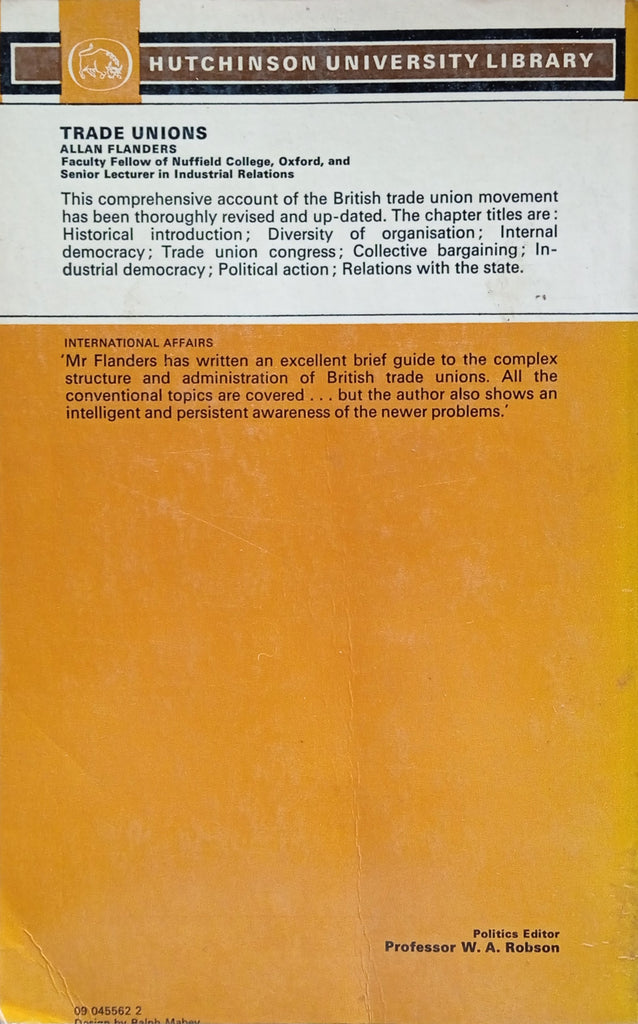 HUTCHINSON UNIVERSITY LIBRARY
TRADE UNIONS
ALLAN FLANDERS
Faculty Fellow of Nuffield College, Oxford, and
Senior Lecturer in Industrial Relations
This comprehensive account of the British trade union movement
has been thoroughly revised and up-dated. The chapter titles are :
Historical introduction ; Diversity of organisation ; Internal
democracy ; Trade union congress ; Collective bargaining ; In-
dustrial democracy ; Political action ; Relations with the state.
INTERNATIONAL AFFAIRS
'Mr Flanders has written an excellent brief guide to the complex
structure and administration of British trade unions. All the
conventional topics are covered . . . but the author also shows an
intelligent and persistent awareness of the newer problems.'
Politics Editor
Professor W. A. Robson
09 045562 2
Design by Ralph Mabey